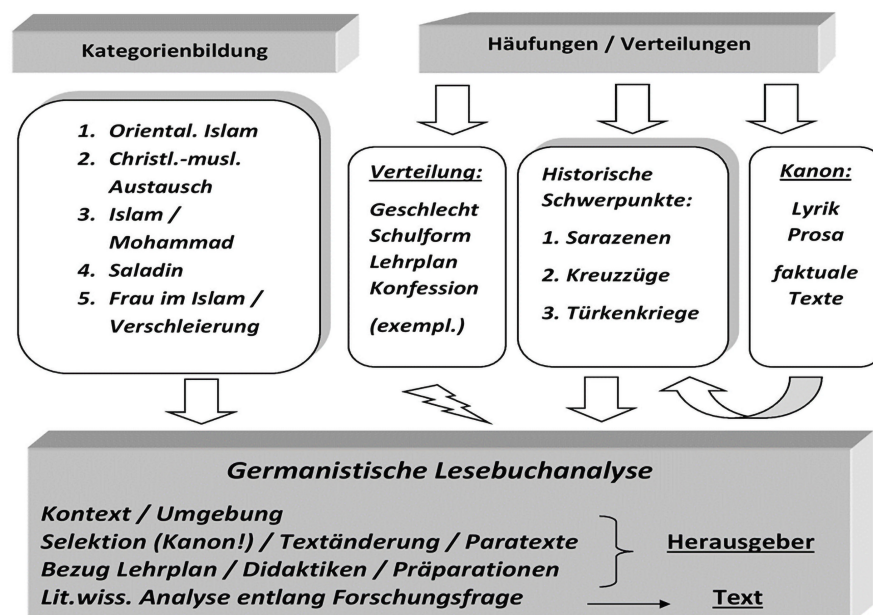 Kategorienbildung
Häufungen / Verteilungen
1. Oriental. Islam
2. Christl.-musl.
Austausch
3. Islam /
Mohammad
4. Saladin
5. Frau im Islam /
Verschleierung
Verteilung:
Geschlecht
Schulform
Lehrplan
Konfession
(exempl.)
Historische
Schwerpunkte:
1. Sarazenen
2. Kreuzzüge
3. Türkenkriege
Kanon:
Lyrik
Prosa
faktuale
Texte
Germanistische Lesebuchanalyse
Kontext / Umgebung
Selektion (Kanon!) / Textänderung / Paratexte
Bezug Lehrplan / Didaktiken / Präparationen
Herausgeber
Lit.wiss. Analyse entlang Forschungsfrage
Text